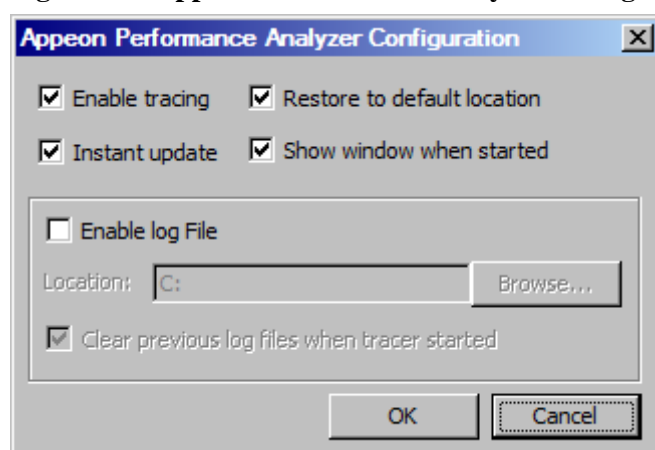 Appeon Performance Analyzer Configuration
Enable tracing Restore to default location
Instant update Show window when started
Enable log File
Location: C: Browse...
Clear previous log files when tracer started
OK Cancel